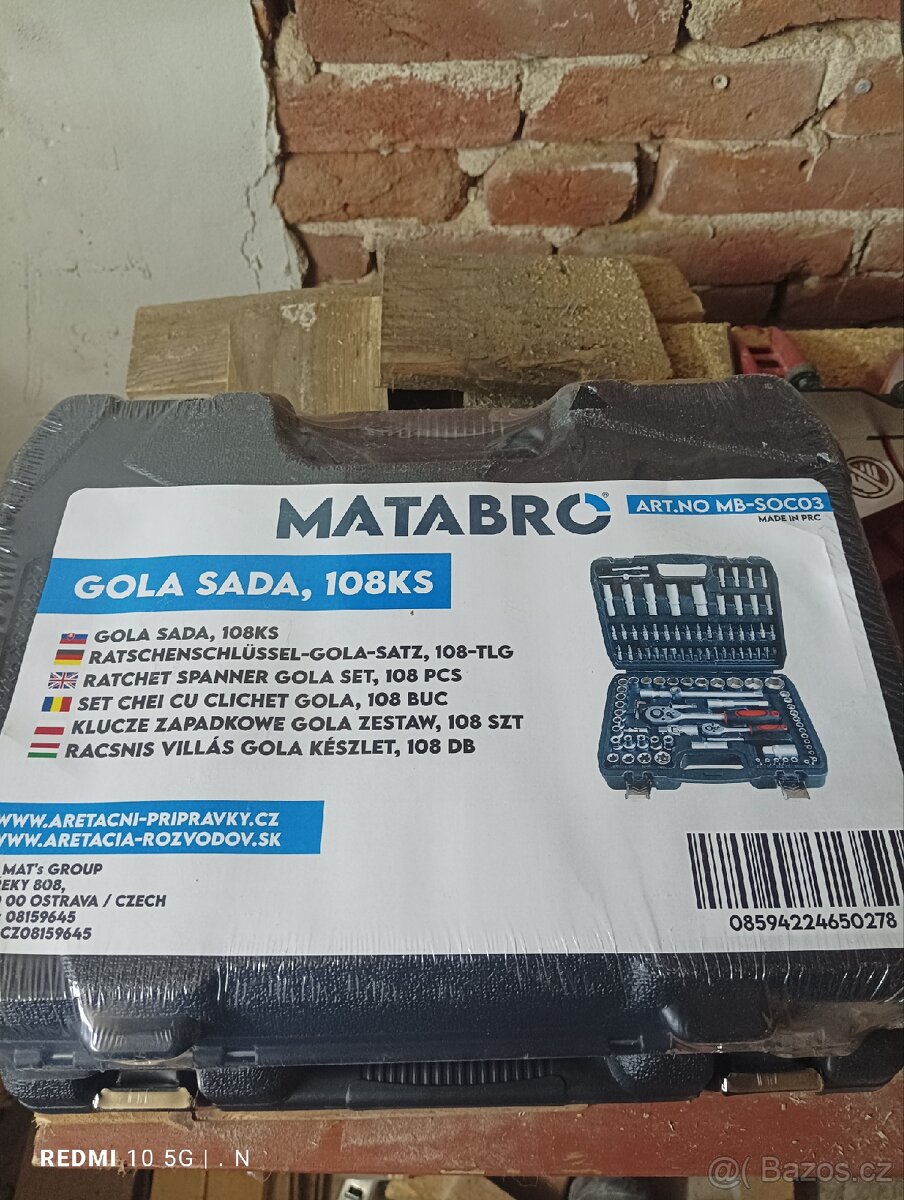 MATABRO®
ART.NO MB-SOC03
MADE IN PRC
GOLA SADA, 108KS
GOLA SADA, 108KS
RATSCHENSCHLÜSSEL-GOLA-SATZ, 108-TLG
RATCHET SPANNER GOLA SET, 108 PCS
SET CHEI CU CLICHET GOLA, 108 BUC
KLUCZE ZAPADKOWE GOLA ZESTAW, 108 SZT
RACSNIS VILLÁS GOLA KÉSZLET, 108 DB
WWW.ARETACNI-PRIPRAVKY.CZ
WWW.ARETACIA-ROZVODOV.SK
MAT's GROUP
808,
00 OSTRAVA / CZECH
08159645
CZ08159645
08594224650278
REDMI 10 5G | . N
@( Bazoš.cz